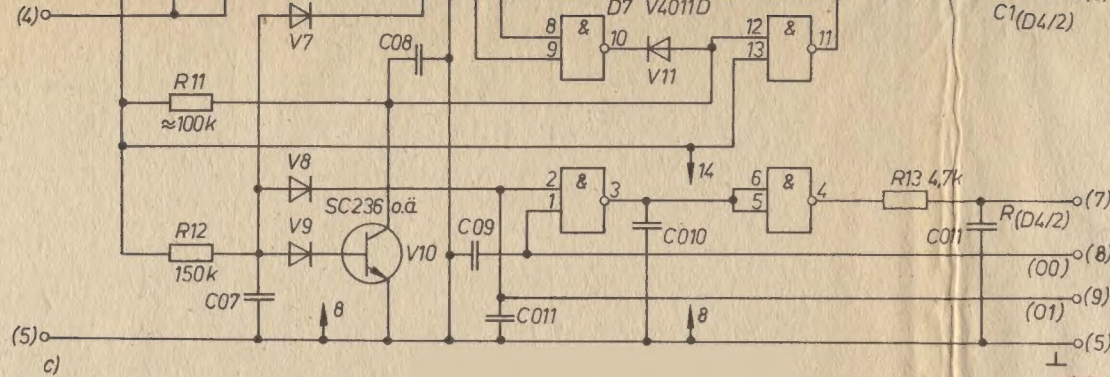 (4)
V7
C08
D7 V4011D
8
9
&
10
V11
12
13
&
11
C1(D4/2)
R11
≈100k
V8
SC236 o.ä
2
1
&
3
14
6
5
&
4
R13 4,7k
(7)
R(D4/2)
R12
150k
V9
V10
C09
C010
C011
(8)
(00)
C07
8
C011
8
(9)
(01)
(5)
(5)
⊥
c)